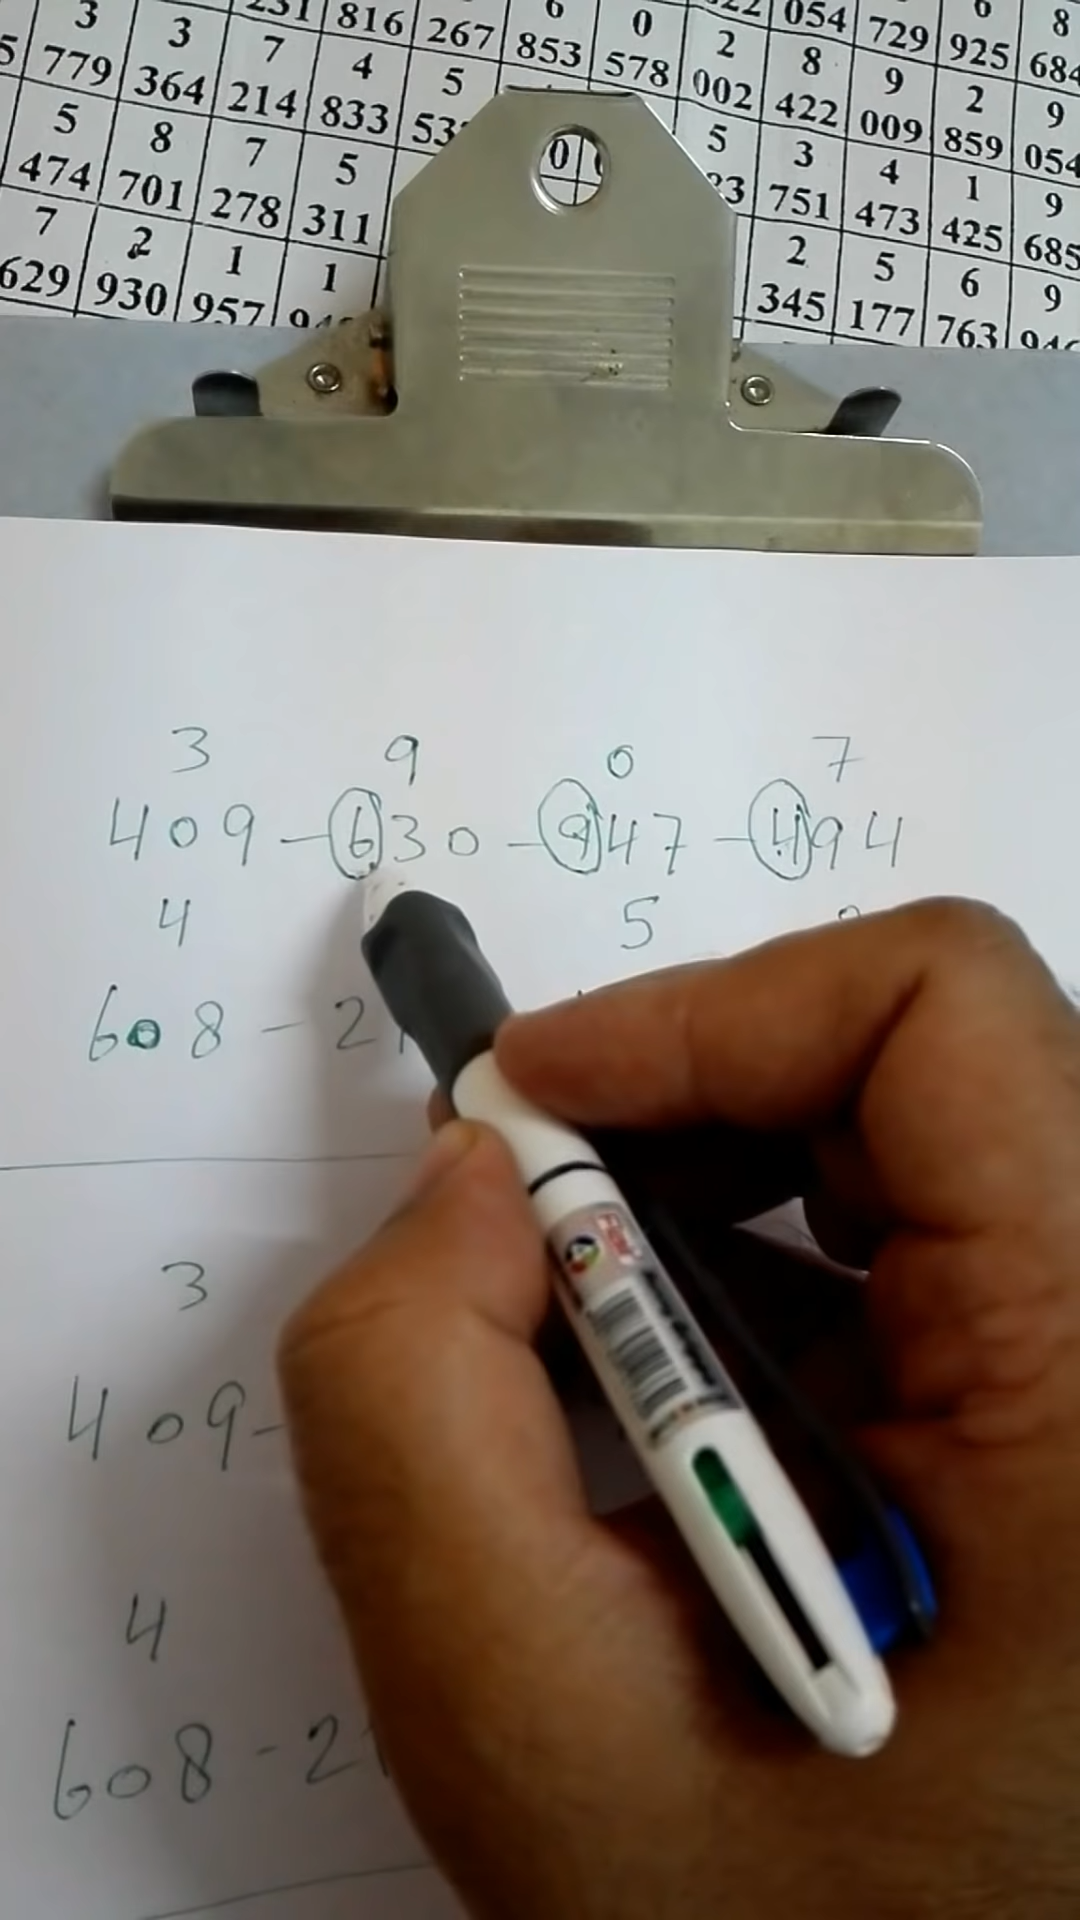 3 779 3 364 7 214 4 833 5
816 267 6 853 0 578 2 002 054 729 925 8
8 422 9 009 2 859 9 054
5 474 8 701 7 278 5 311
5 3 751 4 473 1 425 9 685
7 629 2 930 1 957 1
2 345 5 177 6 763 9
3 9 0 7
409 - 630 - 947 - 494
4 5
608 - 2
3
409 -
4
608 - 2